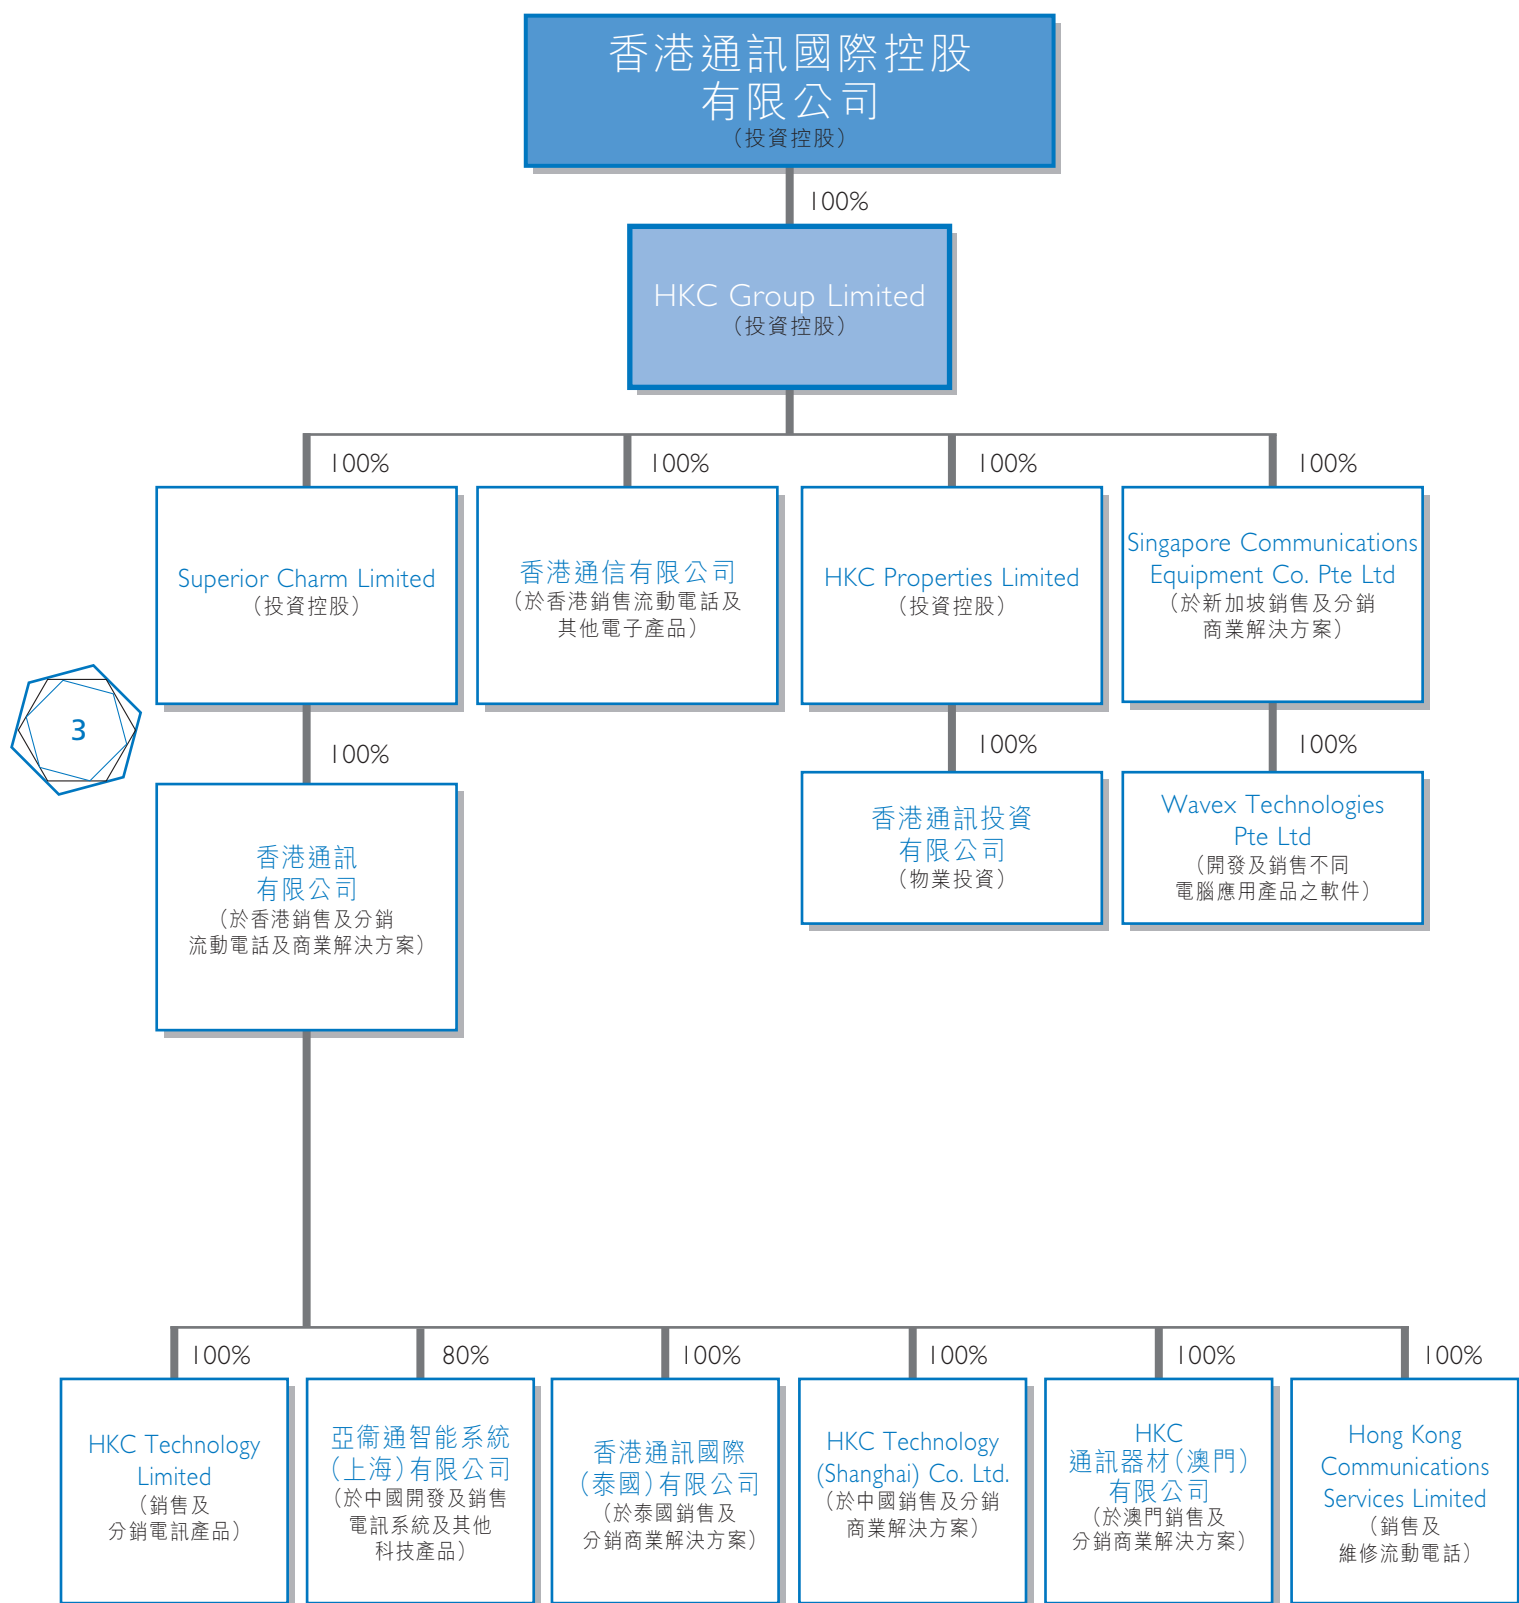 香港通訊國際控股
有限公司
（投資控股）
100%
HKC Group Limited
（投資控股）
100%
100%
100%
100%
Superior Charm Limited
（投資控股）
香港通信有限公司
（於香港銷售流動電話及
其他電子產品）
HKC Properties Limited
（投資控股）
Singapore Communications
Equipment Co. Pte Ltd
（於新加坡銷售及分銷
商業解決方案）
3
100%
100%
100%
香港通訊
有限公司
（於香港銷售及分銷
流動電話及商業解決方案）
香港通訊投資
有限公司
（物業投資）
Wavex Technologies
Pte Ltd
（開發及銷售不同
電腦應用產品之軟件）
100%
80%
100%
100%
100%
100%
HKC Technology
Limited
（銷售及
分銷電訊產品）
亞衞通智能系統
（上海）有限公司
（於中國開發及銷售
電訊系統及其他
科技產品）
香港通訊國際
（泰國）有限公司
（於泰國銷售及
分銷商業解決方案）
HKC Technology
(Shanghai) Co. Ltd.
（於中國銷售及分銷
商業解決方案）
HKC
通訊器材（澳門）
有限公司
（於澳門銷售及
分銷商業解決方案）
Hong Kong
Communications
Services Limited
（銷售及
維修流動電話）